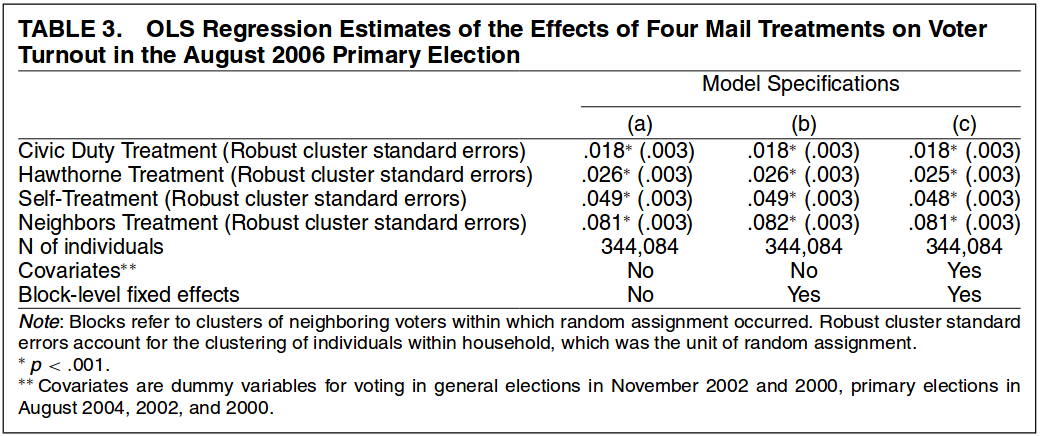 TABLE 3. OLS Regression Estimates of the Effects of Four Mail Treatments on Voter
Turnout in the August 2006 Primary Election
Model Specifications
(a) (b) (c)
Civic Duty Treatment (Robust cluster standard errors) .018* (.003) .018* (.003) .018* (.003)
Hawthorne Treatment (Robust cluster standard errors) .026* (.003) .026* (.003) .025* (.003)
Self-Treatment (Robust cluster standard errors) .049* (.003) .049* (.003) .048* (.003)
Neighbors Treatment (Robust cluster standard errors) .081* (.003) .082* (.003) .081* (.003)
N of individuals 344,084 344,084 344,084
Covariates** No No Yes
Block-level fixed effects No Yes Yes
Note: Blocks refer to clusters of neighboring voters within which random assignment occurred. Robust cluster standard
errors account for the clustering of individuals within household, which was the unit of random assignment.
* p < .001.
** Covariates are dummy variables for voting in general elections in November 2002 and 2000, primary elections in
August 2004, 2002, and 2000.